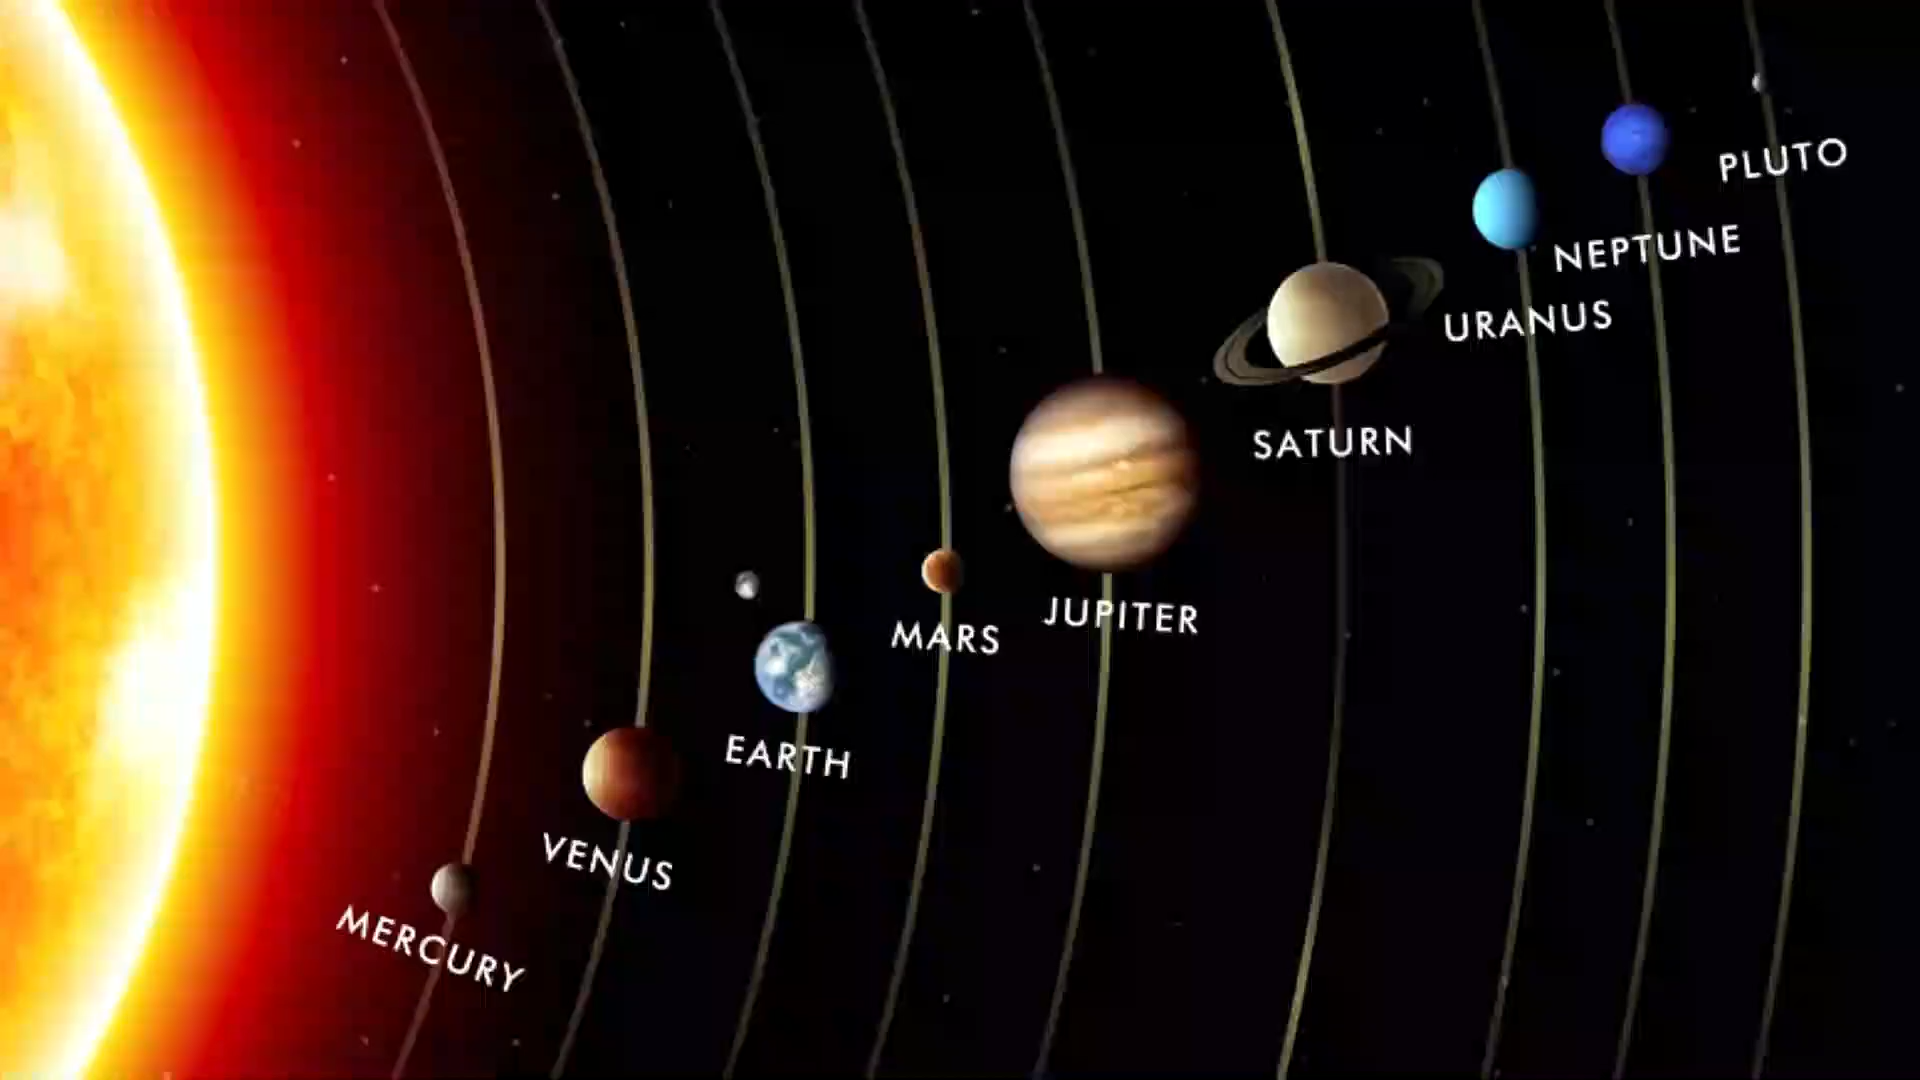 MERCURY
VENUS
EARTH
MARS
JUPITER
SATURN
URANUS
NEPTUNE
PLUTO